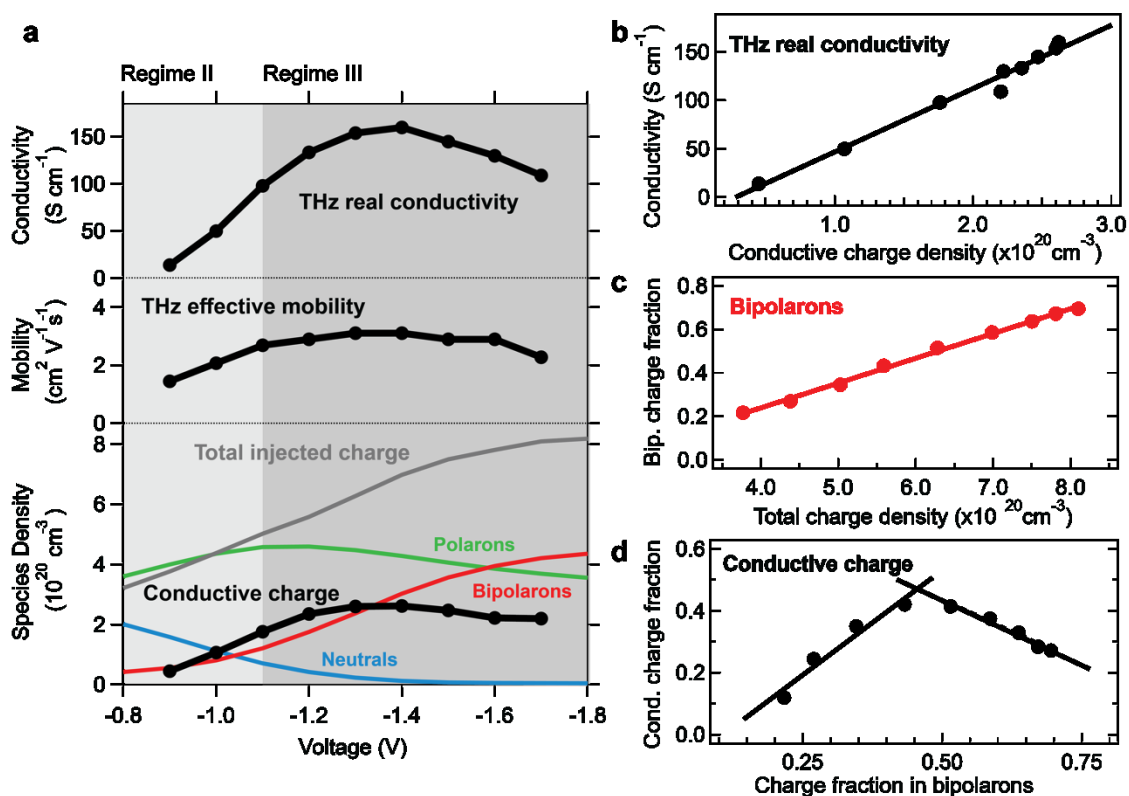 a
Regime II
Regime III
Conductivity
(S cm⁻¹)
150
100
50
0
THz real conductivity
Mobility
(cm² V⁻¹ s⁻¹)
4
2
0
THz effective mobility
Species Density
(10²⁰ cm⁻³)
8
6
4
2
0
Total injected charge
Polarons
Conductive charge
Bipolarons
Neutrals
-0.8
-1.0
-1.2
-1.4
-1.6
-1.8
Voltage (V)
b
THz real conductivity
Conductivity (S cm⁻¹)
150
100
50
0
1.0
2.0
3.0
Conductive charge density (x10²⁰ cm⁻³)
c
Bipolarons
Bip. charge fraction
0.8
0.6
0.4
0.2
0.0
4.0
5.0
6.0
7.0
8.0
Total charge density (x10²⁰ cm⁻³)
d
Conductive charge
Cond. charge fraction
0.6
0.4
0.2
0.0
0.25
0.50
0.75
Charge fraction in bipolarons